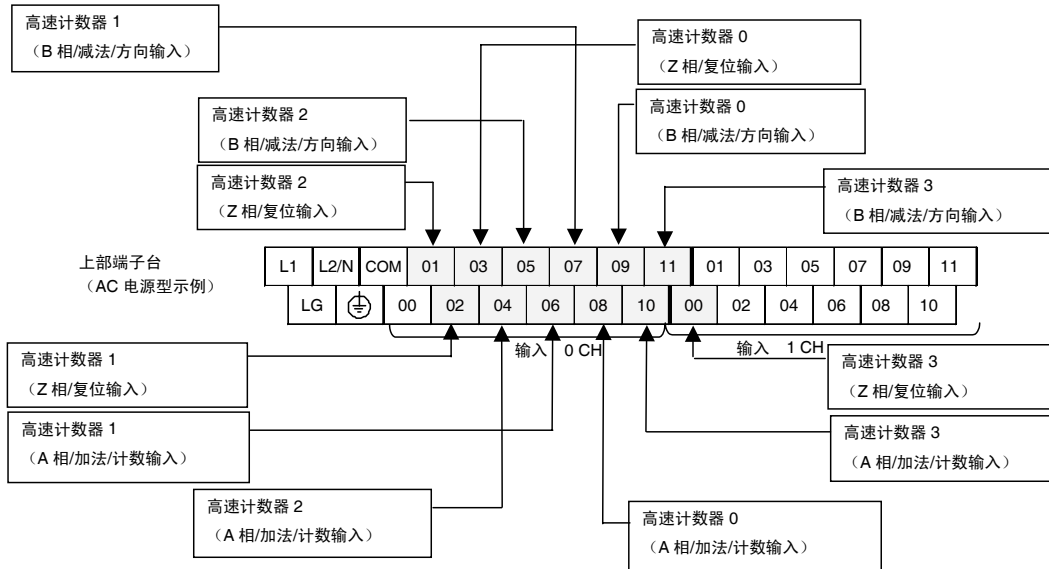 高速计数器 1
（B 相/减法/方向输入）
高速计数器 0
（Z 相/复位输入）
高速计数器 2
（B 相/减法/方向输入）
高速计数器 0
（B 相/减法/方向输入）
高速计数器 2
（Z 相/复位输入）
高速计数器 3
（B 相/减法/方向输入）
上部端子台
（AC 电源型示例）
L1 L2/N COM 01 03 05 07 09 11 01 03 05 07 09 11
LG 00 02 04 06 08 10 00 02 04 06 08 10
输入 0 CH 输入 1 CH
高速计数器 1
（Z 相/复位输入）
高速计数器 3
（Z 相/复位输入）
高速计数器 1
（A 相/加法/计数输入）
高速计数器 3
（A 相/加法/计数输入）
高速计数器 2
（A 相/加法/计数输入）
高速计数器 0
（A 相/加法/计数输入）